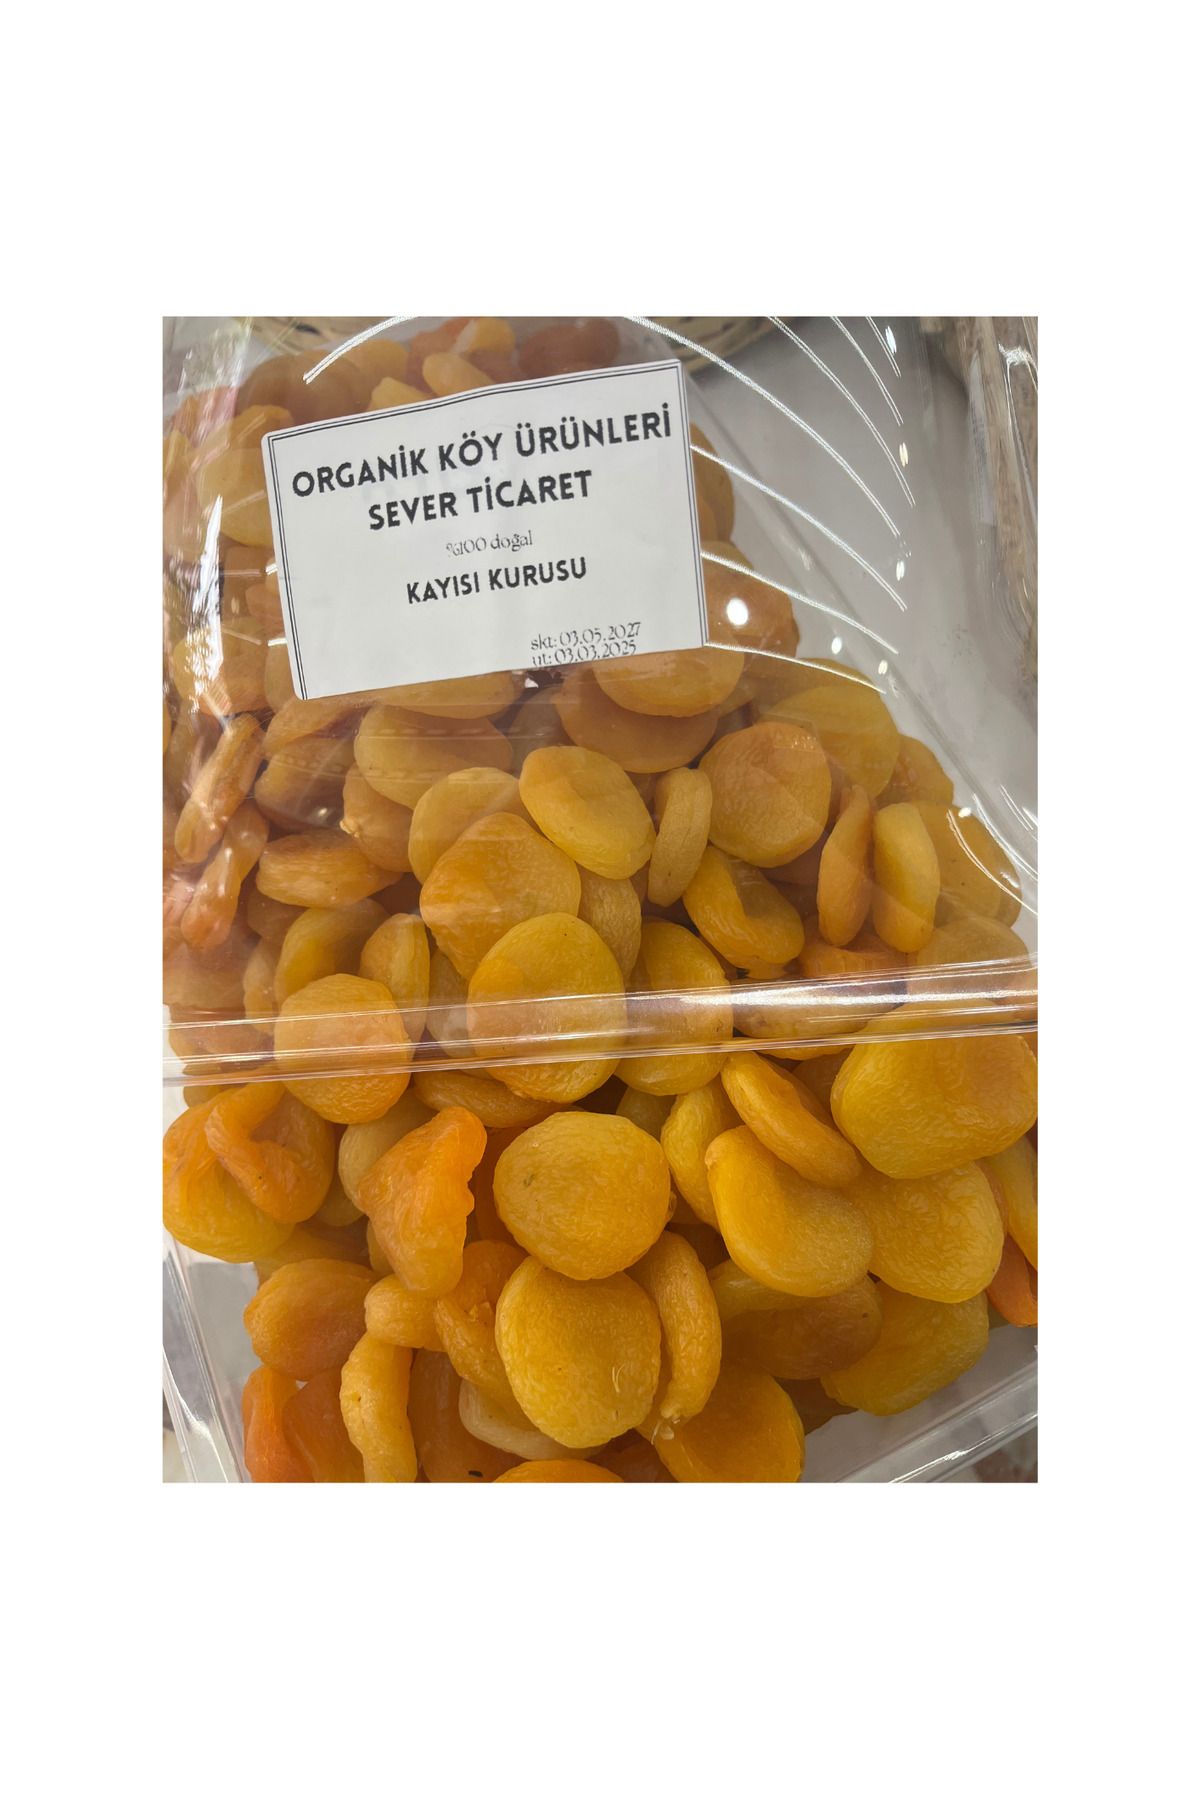 ORGANİK KÖY ÜRÜNLERİ
SEVER TİCARET
%100 doğal
KAYISI KURUSU
skt: 03.05.2027
üt: 03.03.2025